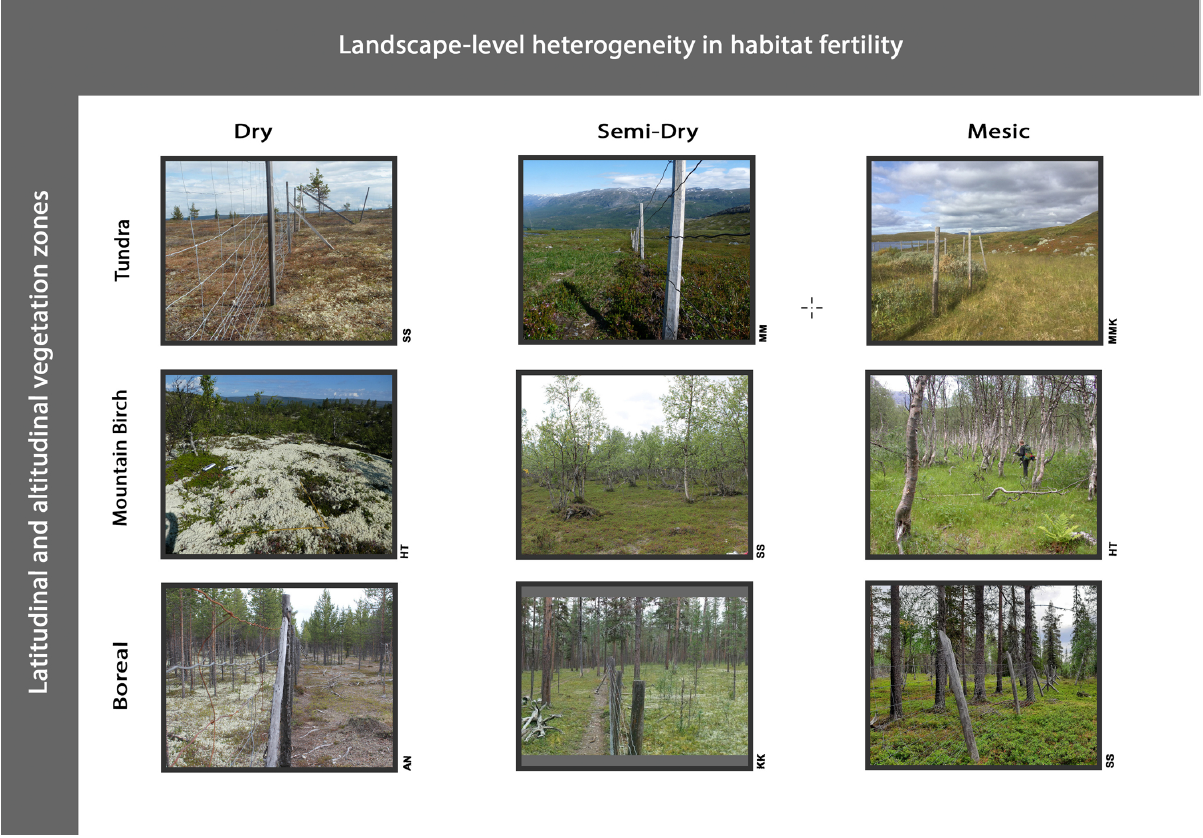 Landscape-level heterogeneity in habitat fertility
Latitudinal and altitudinal vegetation zones
Dry
Semi-Dry
Mesic
Tundra
SS
MM
MMK
Mountain Birch
HT
SS
HT
Boreal
AN
KK
SS